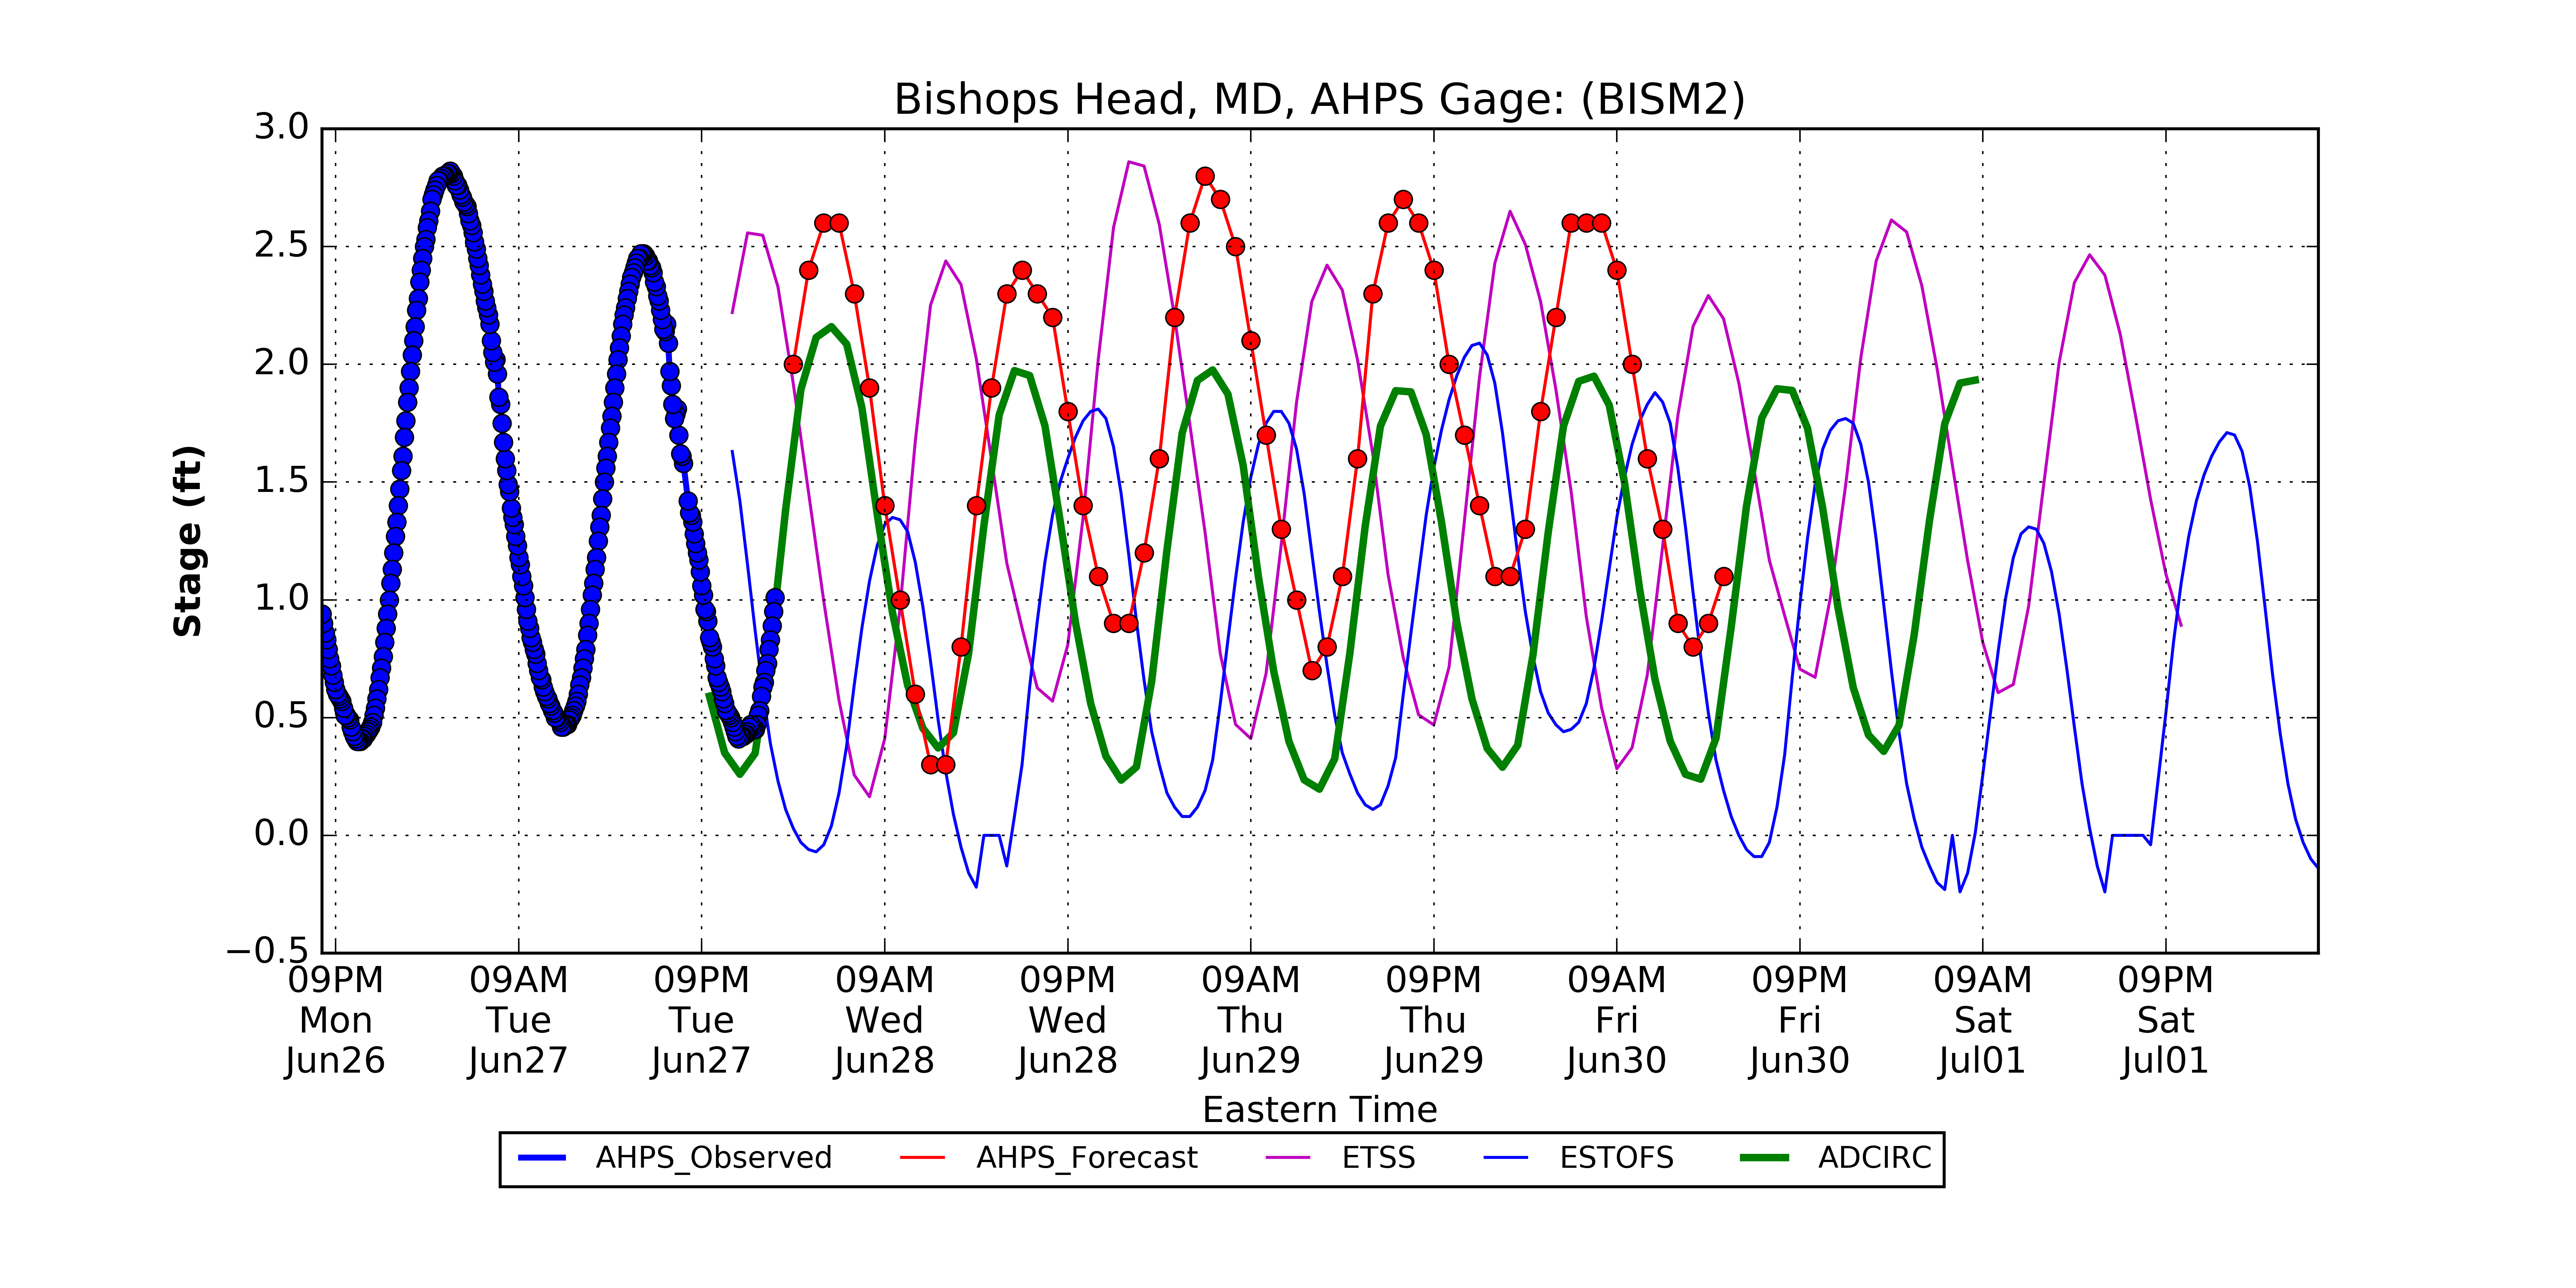 Bishops Head, MD, AHPS Gage: (BISM2)
3.0
2.5
2.0
1.5
1.0
0.5
0.0
−0.5
Stage (ft)
09PM 09AM 09PM 09AM 09PM 09AM 09PM 09AM 09PM 09AM 09PM
Mon Tue Tue Wed Wed Thu Thu Fri Fri Sat Sat
Jun26 Jun27 Jun27 Jun28 Jun28 Jun29 Jun29 Jun30 Jun30 Jul01 Jul01
Eastern Time
AHPS_Observed AHPS_Forecast ETSS ESTOFS ADCIRC